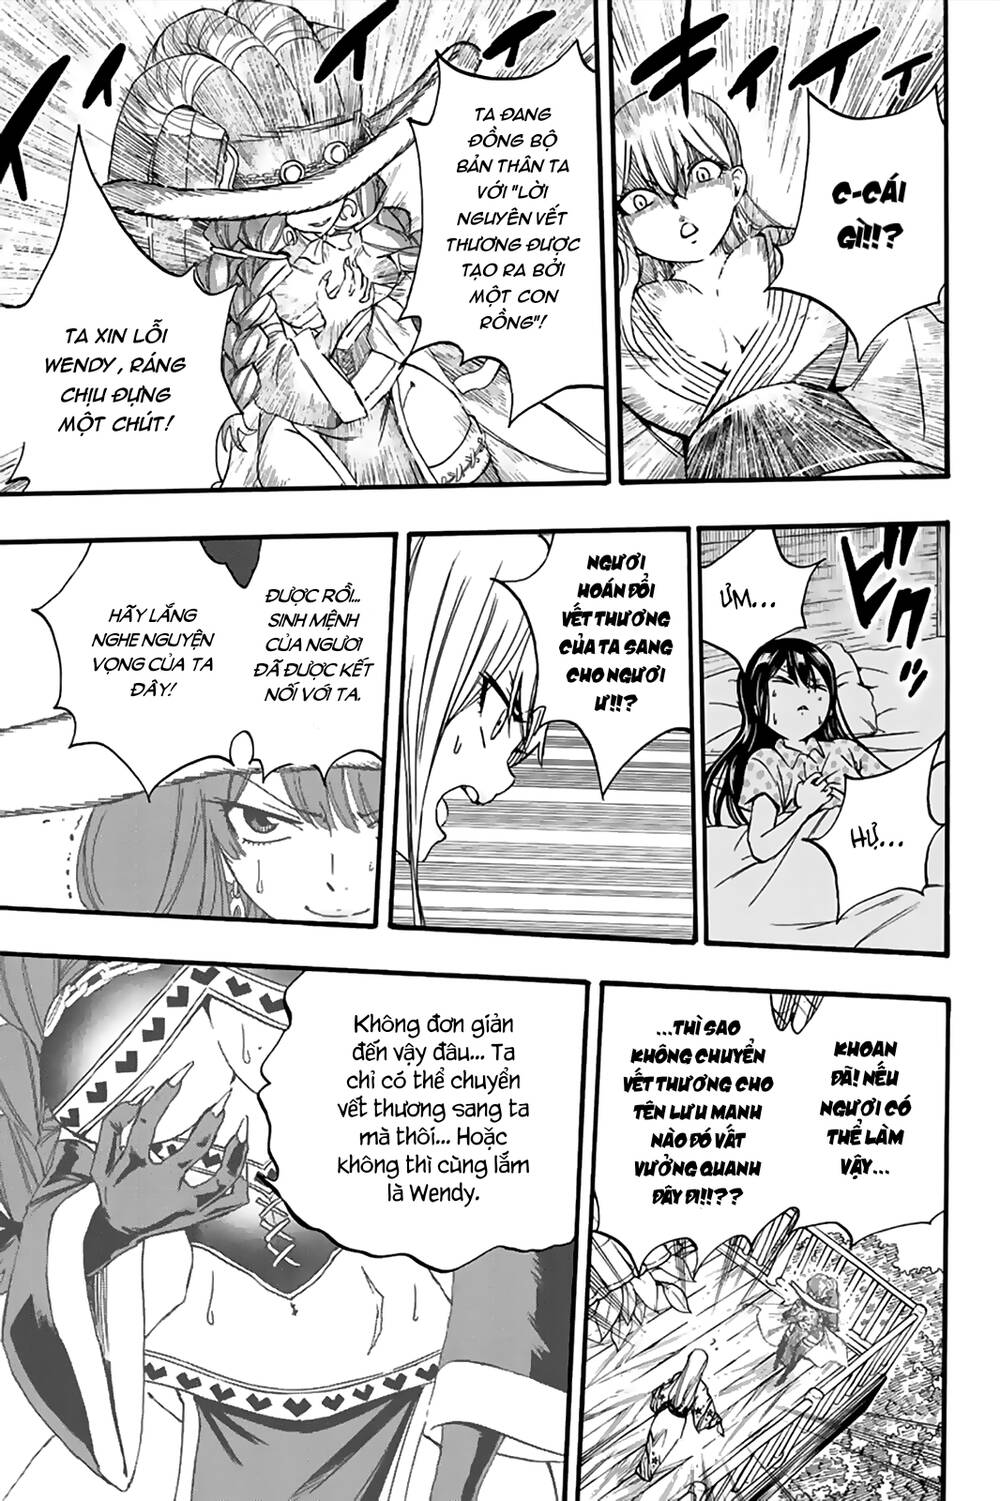 C-CÁI
GÌ!!?
TA ĐANG
ĐỒNG BỘ
BẢN THÂN TA
VỚI "LỜI
NGUYÊN VẾT
THƯƠNG ĐƯỢC
TẠO RA BỞI
MỘT CON
RỒNG"!
TA XIN LỖI
WENDY, RÁNG
CHỊU ĐỰNG
MỘT CHÚT!
ƯM...
HỰ...
NGƯƠI
HOÁN ĐỔI
VẾT THƯƠNG
CỦA TA SANG
CHO NGƯƠI
Ư!!?
ĐƯỢC RỒI...
SINH MỆNH
CỦA NGƯƠI
ĐÃ ĐƯỢC KẾT
NỐI VỚI TA.
HÃY LẮNG
NGHE NGUYỆN
VỌNG CỦA TA
ĐÂY!
KHOAN
ĐÃ! NẾU
NGƯƠI CÓ
THỂ LÀM
VẬY...
...THÌ SAO
KHÔNG CHUYỂN
VẾT THƯƠNG CHO
TÊN LƯU MANH
NÀO ĐÓ VẤT
VƯỞNG QUANH
ĐÂY ĐI!!??
Không đơn giản
đến vậy đâu... Ta
chỉ có thể chuyển
vết thương sang ta
mà thôi... Hoặc
không thì cùng lắm
là Wendy.